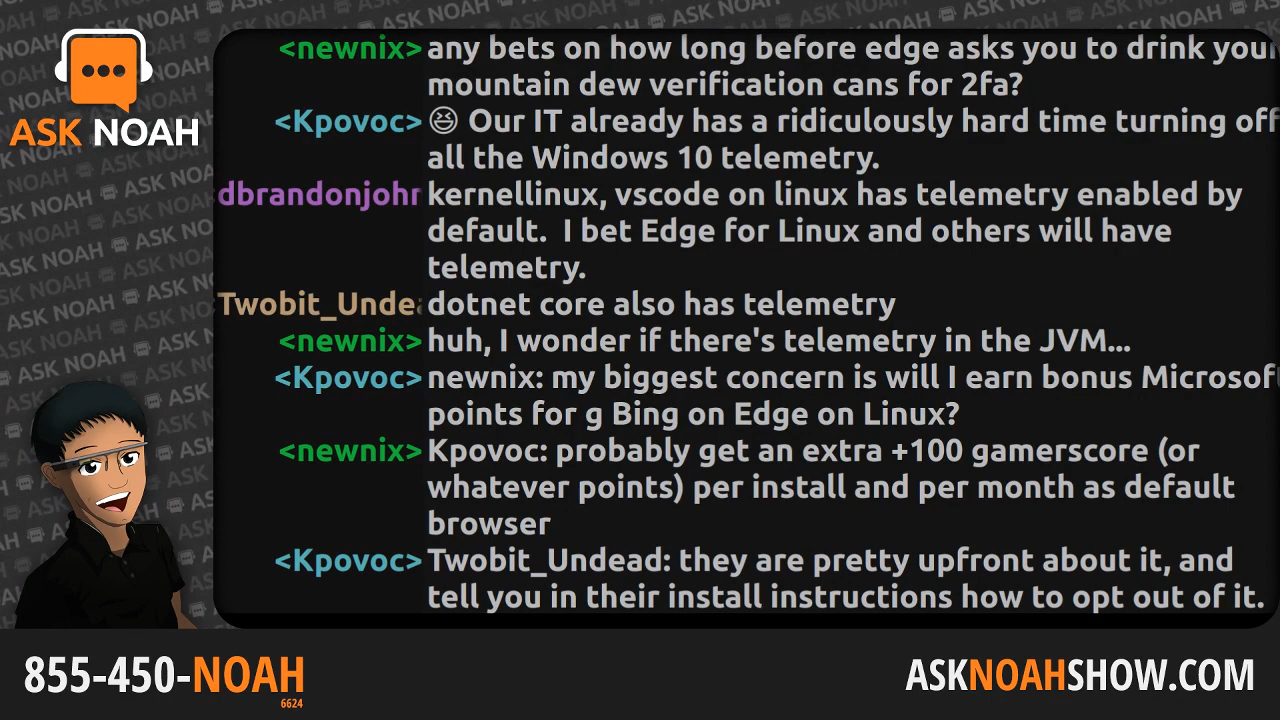 ASK NOAH
<newnix> any bets on how long before edge asks you to drink your
mountain dew verification cans for 2fa?
<Kpovoc> 😆 Our IT already has a ridiculously hard time turning off
all the Windows 10 telemetry.
dbrandonjohn kernellinux, vscode on linux has telemetry enabled by
default. I bet Edge for Linux and others will have
telemetry.
Twobit_Undea dotnet core also has telemetry
<newnix> huh, I wonder if there's telemetry in the JVM...
<Kpovoc> newnix: my biggest concern is will I earn bonus Microsof
points for g Bing on Edge on Linux?
<newnix> Kpovoc: probably get an extra +100 gamerscore (or
whatever points) per install and per month as default
browser
<Kpovoc> Twobit_Undead: they are pretty upfront about it, and
tell you in their install instructions how to opt out of it.
855-450-NOAH
6624
ASKNOAHSHOW.COM